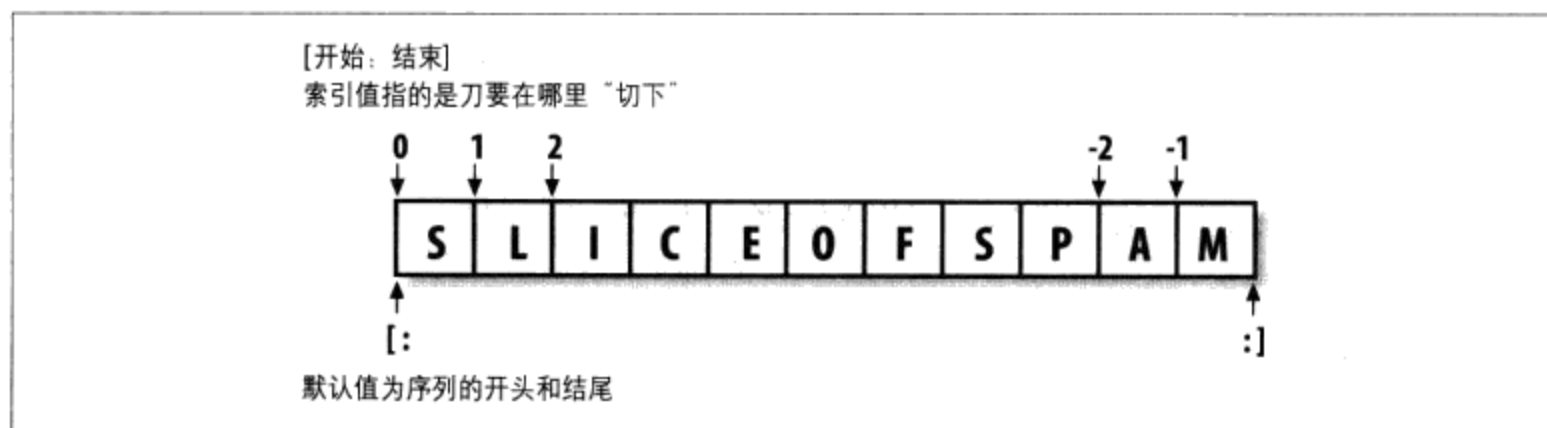 [开始：结束]
索引值指的是刀要在哪里“切下”
0 1 2 -2 -1
S L I C E O F S P A M
[: :]
默认值为序列的开头和结尾